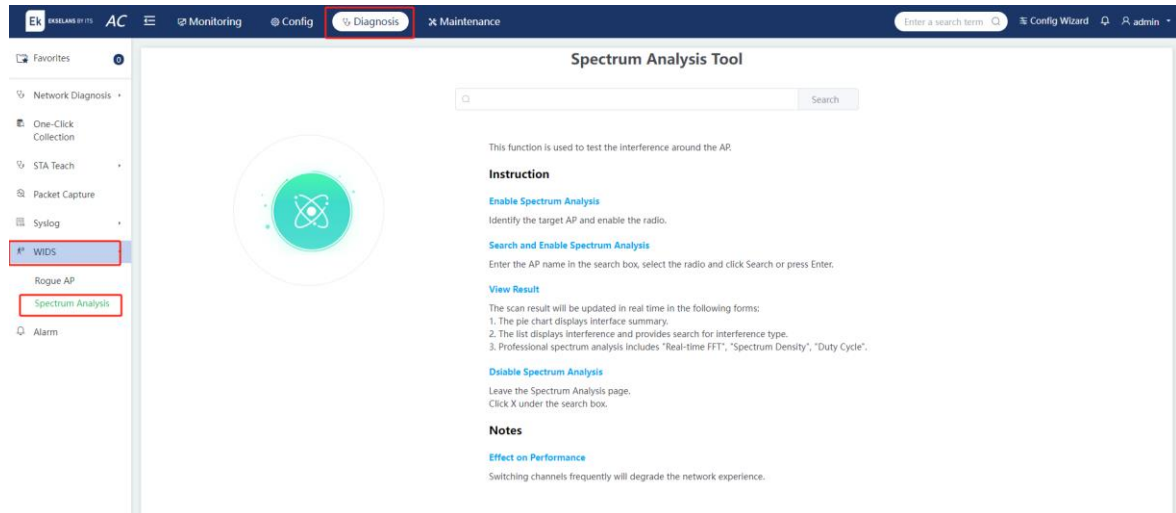 Ek EKSELANS BY ITS AC Monitoring Config Diagnosis Maintenance Enter a search term Config Wizard admin
Favorites 0
Network Diagnosis
One-Click
Collection
STA Teach
Packet Capture
Syslog
WIDS
Rogue AP
Spectrum Analysis
Alarm
Spectrum Analysis Tool
Search
This function is used to test the interference around the AP.
Instruction
Enable Spectrum Analysis
Identify the target AP and enable the radio.
Search and Enable Spectrum Analysis
Enter the AP name in the search box, select the radio and click Search or press Enter.
View Result
The scan result will be updated in real time in the following forms:
1. The pie chart displays interface summary.
2. The list displays interference and provides search for interference type.
3. Professional spectrum analysis includes "Real-time FFT", "Spectrum Density", "Duty Cycle".
Dsiable Spectrum Analysis
Leave the Spectrum Analysis page.
Click X under the search box.
Notes
Effect on Performance
Switching channels frequently will degrade the network experience.